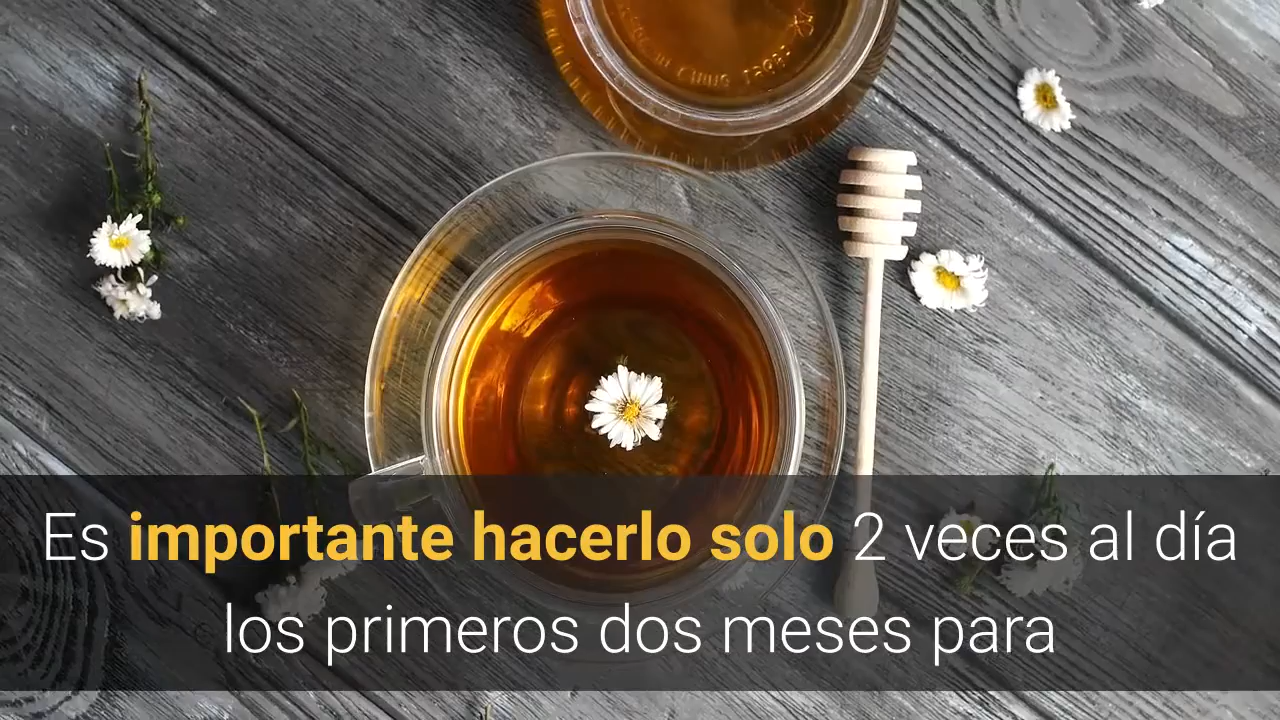 Es importante hacerlo solo 2 veces al día
los primeros dos meses para